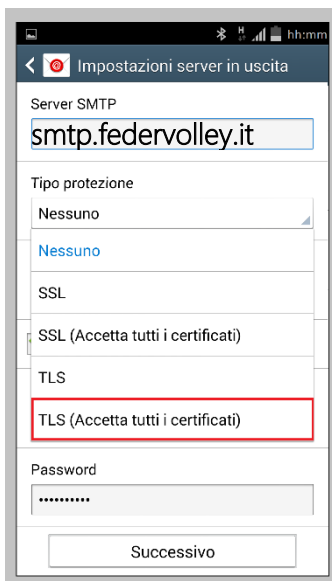 hh:mm
Impostazioni server in uscita
Server SMTP
smtp.federvolley.it
Tipo protezione
Nessuno
Nessuno
SSL
SSL (Accetta tutti i certificati)
TLS
TLS (Accetta tutti i certificati)
Password
••••••••••
Successivo